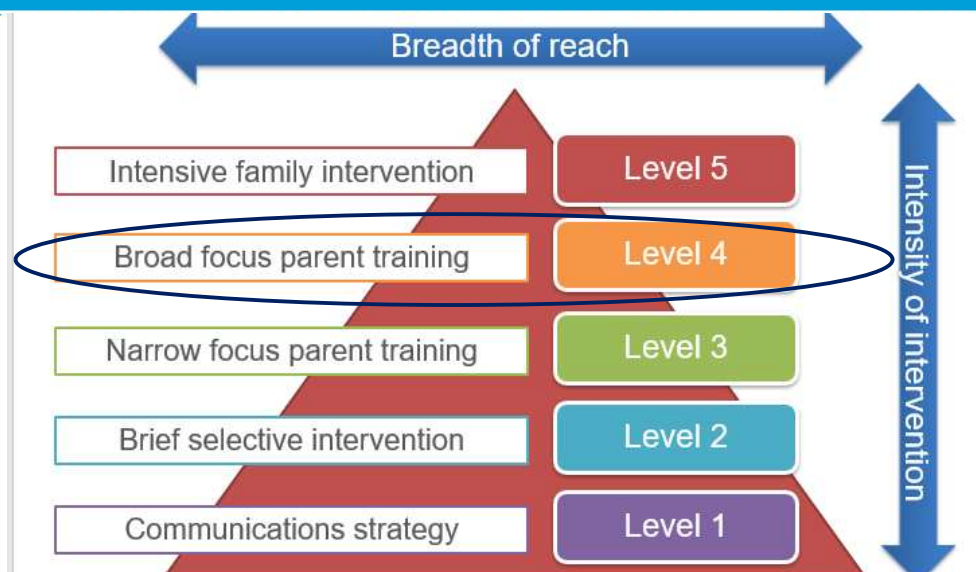 Breadth of reach
Intensive family intervention
Level 5
Broad focus parent training
Level 4
Narrow focus parent training
Level 3
Brief selective intervention
Level 2
Communications strategy
Level 1
Intensity of intervention